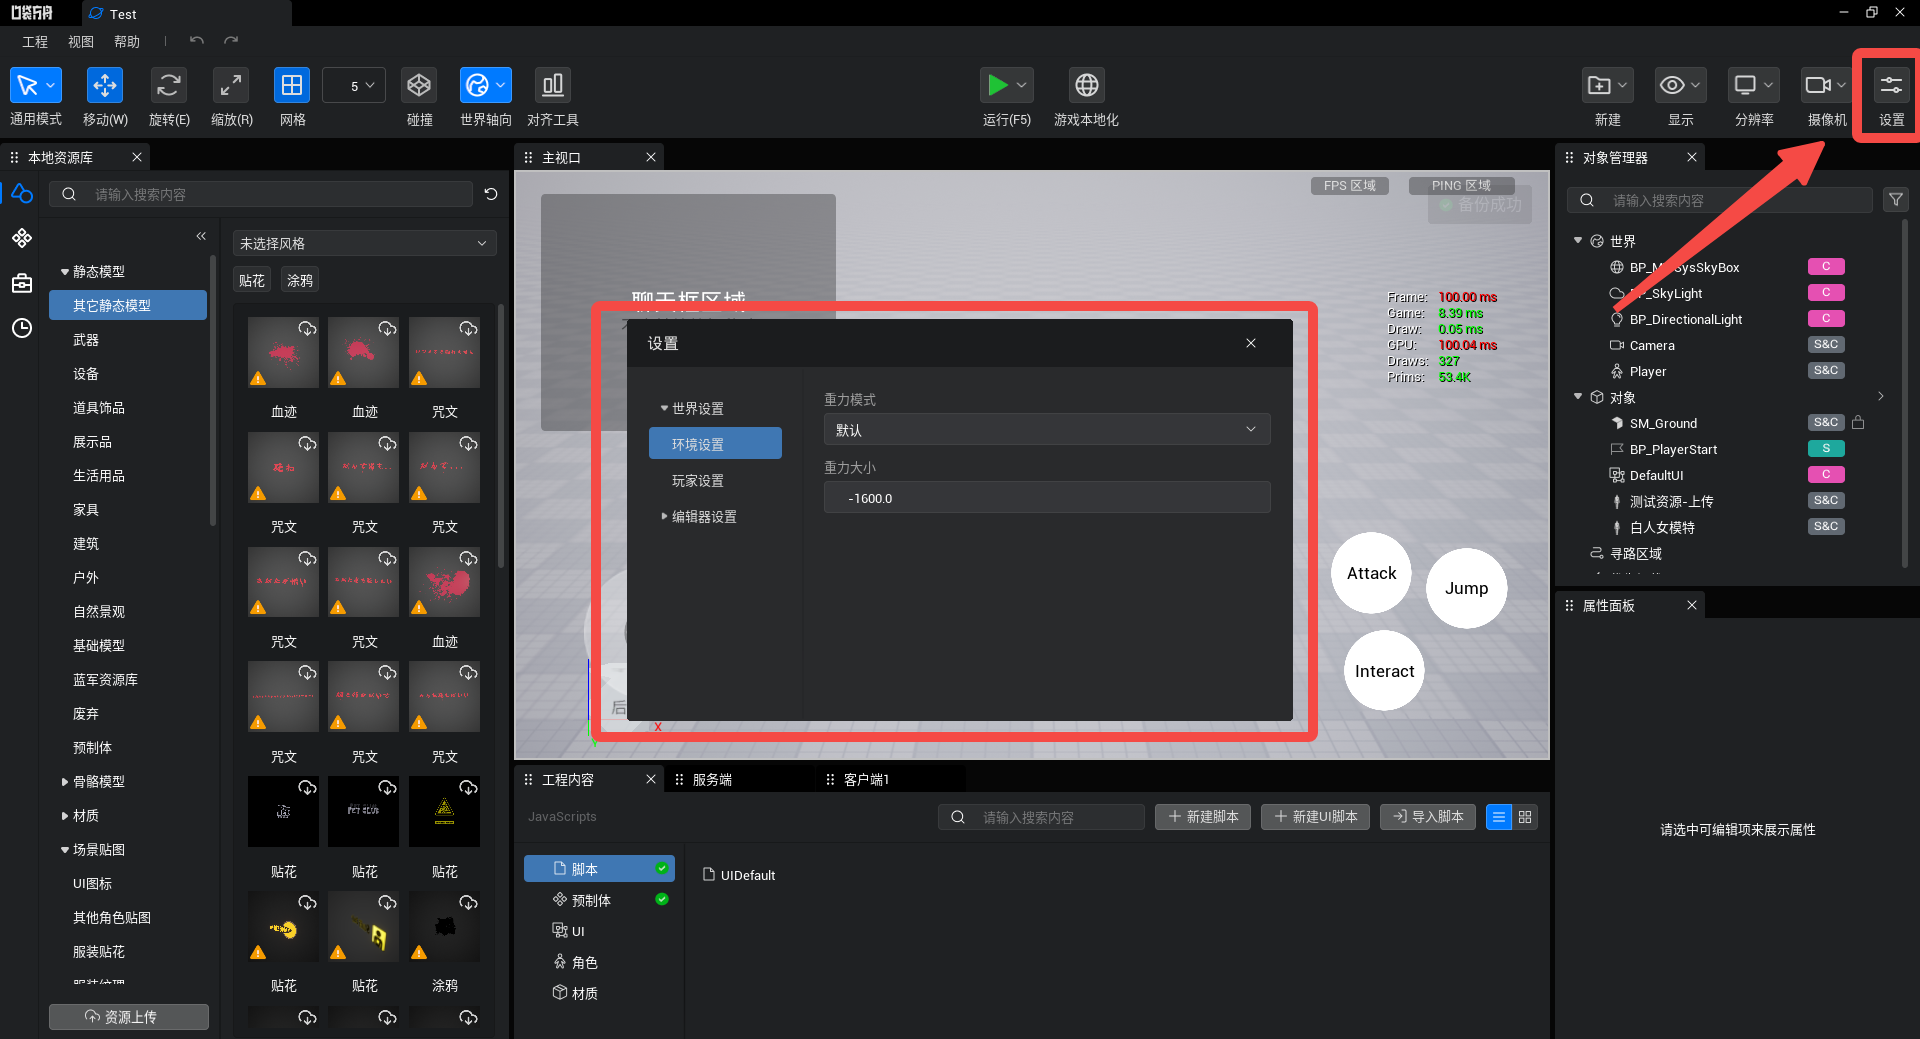 口袋方舟
Test
工程 视图 帮助
通用模式 移动(W) 旋转(E) 缩放(R) 网格 5 碰撞 世界轴向 对齐工具
运行(F5) 游戏本地化
新建 显示 分辨率 摄像机 设置
本地资源库
请输入搜索内容
静态模型
其它静态模型
武器
设备
道具饰品
展示品
生活用品
家具
建筑
户外
自然景观
基础模型
蓝军资源库
废弃
预制体
骨骼模型
材质
场景贴图
UI图标
其他角色贴图
服装贴花
服装纹理
资源上传
未选择风格
贴花 涂鸦
血迹 血迹 咒文
咒文 咒文 咒文
咒文 咒文 血迹
咒文 咒文 咒文
贴花 贴花 贴花
贴花 贴花 涂鸦
主视口
FPS 区域 PING 区域
备份成功
聊天框区域
Frame: 100.00 ms
Game: 8.39 ms
Draw: 0.05 ms
GPU: 100.04 ms
Draws: 327
Prims: 53.4K
设置
世界设置
环境设置
玩家设置
编辑器设置
重力模式
默认
重力大小
-1600.0
后
X
Attack
Jump
Interact
工程内容 服务端 客户端1
JavaScripts
请输入搜索内容
新建脚本 新建UI脚本 导入脚本
脚本
预制体
UI
角色
材质
UIDefault
对象管理器
请输入搜索内容
世界
SysSkyBox C
SkyLight C
BP_DirectionalLight C
Camera S&C
Player S&C
对象
SM_Ground S&C
BP_PlayerStart S
DefaultUI C
测试资源-上传 S&C
白人女模特 S&C
寻路区域
属性面板
请选中可编辑项来展示属性